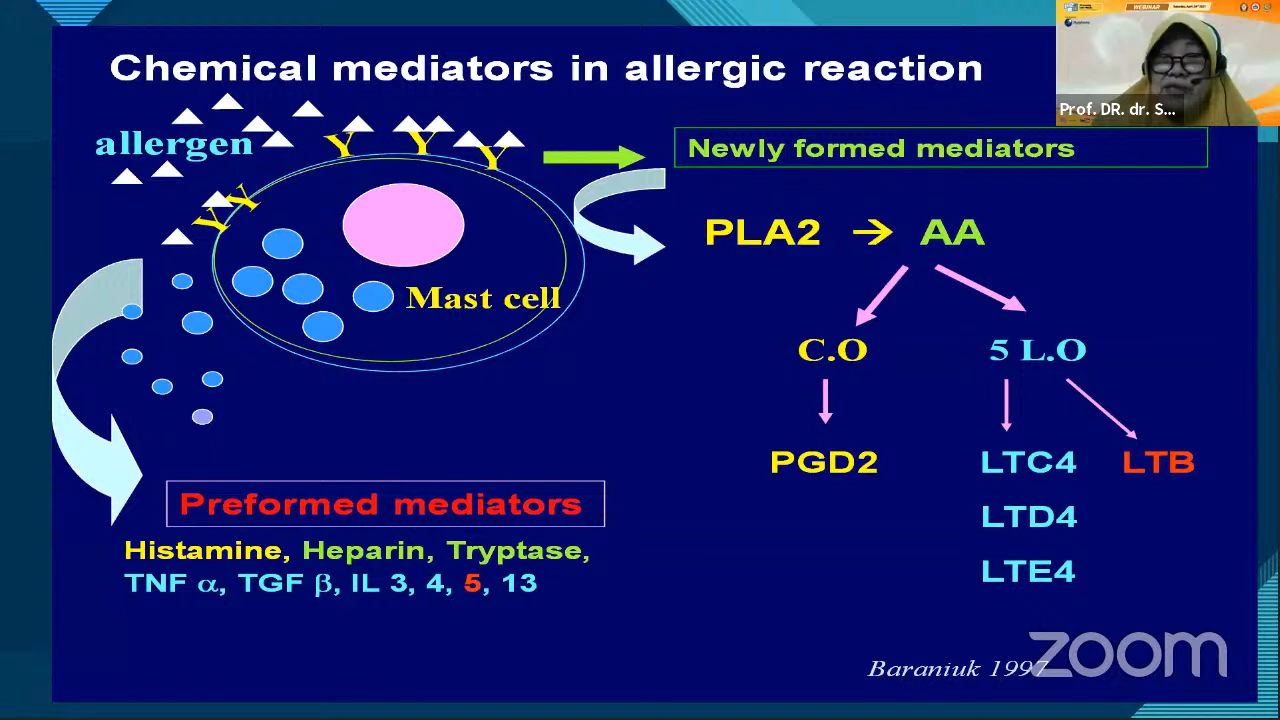 Chemical mediators in allergic reaction
WEBINAR
Prof. DR. dr. S...
allergen
Y Y Y
Y Y
Newly formed mediators
PLA2 → AA
Mast cell
C.O
5 L.O
PGD2
LTC4
LTB
LTD4
LTE4
Preformed mediators
Histamine, Heparin, Tryptase,
TNF α, TGF β, IL 3, 4, 5, 13
Baraniuk 1997
zoom